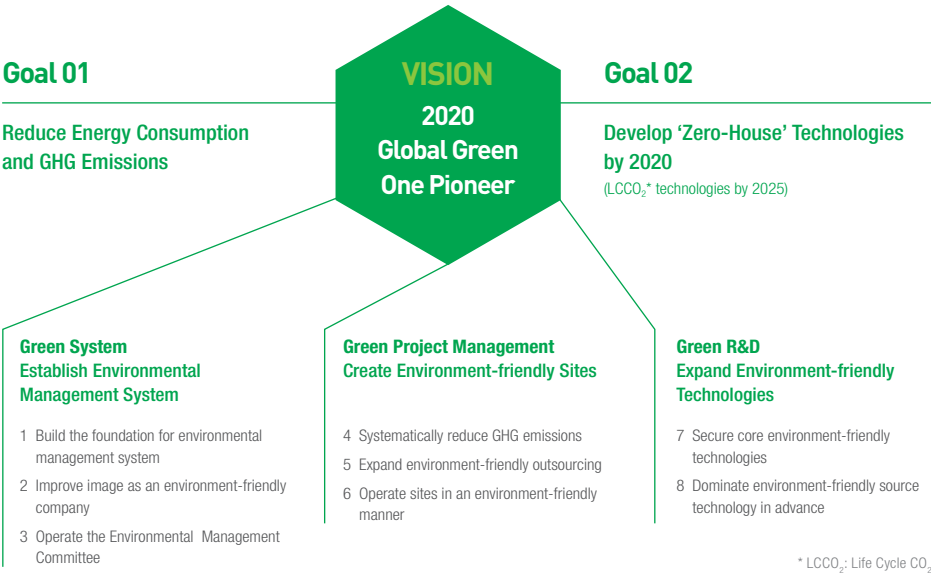 Goal 01
Reduce Energy Consumption
and GHG Emissions
VISION
2020
Global Green
One Pioneer
Goal 02
Develop ‘Zero-House’ Technologies
by 2020
(LCCO₂* technologies by 2025)
Green System
Establish Environmental
Management System
1 Build the foundation for environmental
management system
2 Improve image as an environment-friendly
company
3 Operate the Environmental Management
Committee
Green Project Management
Create Environment-friendly Sites
4 Systematically reduce GHG emissions
5 Expand environment-friendly outsourcing
6 Operate sites in an environment-friendly
manner
Green R&D
Expand Environment-friendly
Technologies
7 Secure core environment-friendly
technologies
8 Dominate environment-friendly source
technology in advance
* LCCO₂: Life Cycle CO₂